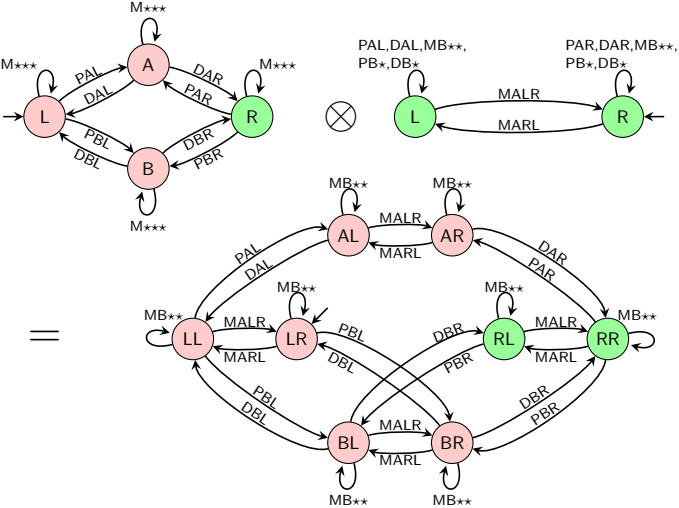 M⋆⋆⋆
M⋆⋆⋆ A M⋆⋆⋆
PAL DAR
DAL PAR
L R
PBL DBR
DBL PBR
B
M⋆⋆⋆
⊗
PAL,DAL,MB⋆⋆,
PB⋆,DB⋆
PAR,DAR,MB⋆⋆,
PB⋆,DB⋆
MALR
L R
MARL
=
MB⋆⋆ MB⋆⋆
MALR
AL AR
MARL
PAL DAR
DAL PAR
MB⋆⋆ MB⋆⋆ MB⋆⋆ MB⋆⋆
MALR PBL DBR MALR
LL LR RL RR
MARL DBL PBR MARL
PBL DBR
DBL PBR
MALR
BL BR
MARL
MB⋆⋆ MB⋆⋆